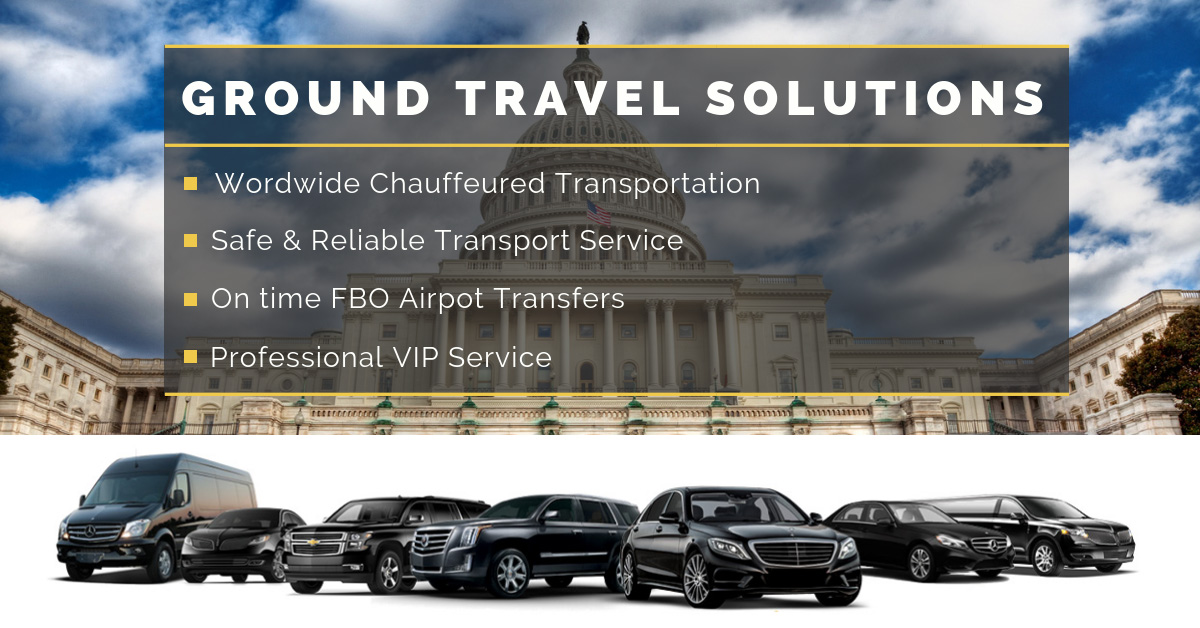 GROUND TRAVEL SOLUTIONS
Wordwide Chauffeured Transportation
Safe & Reliable Transport Service
On time FBO Airpot Transfers
Professional VIP Service